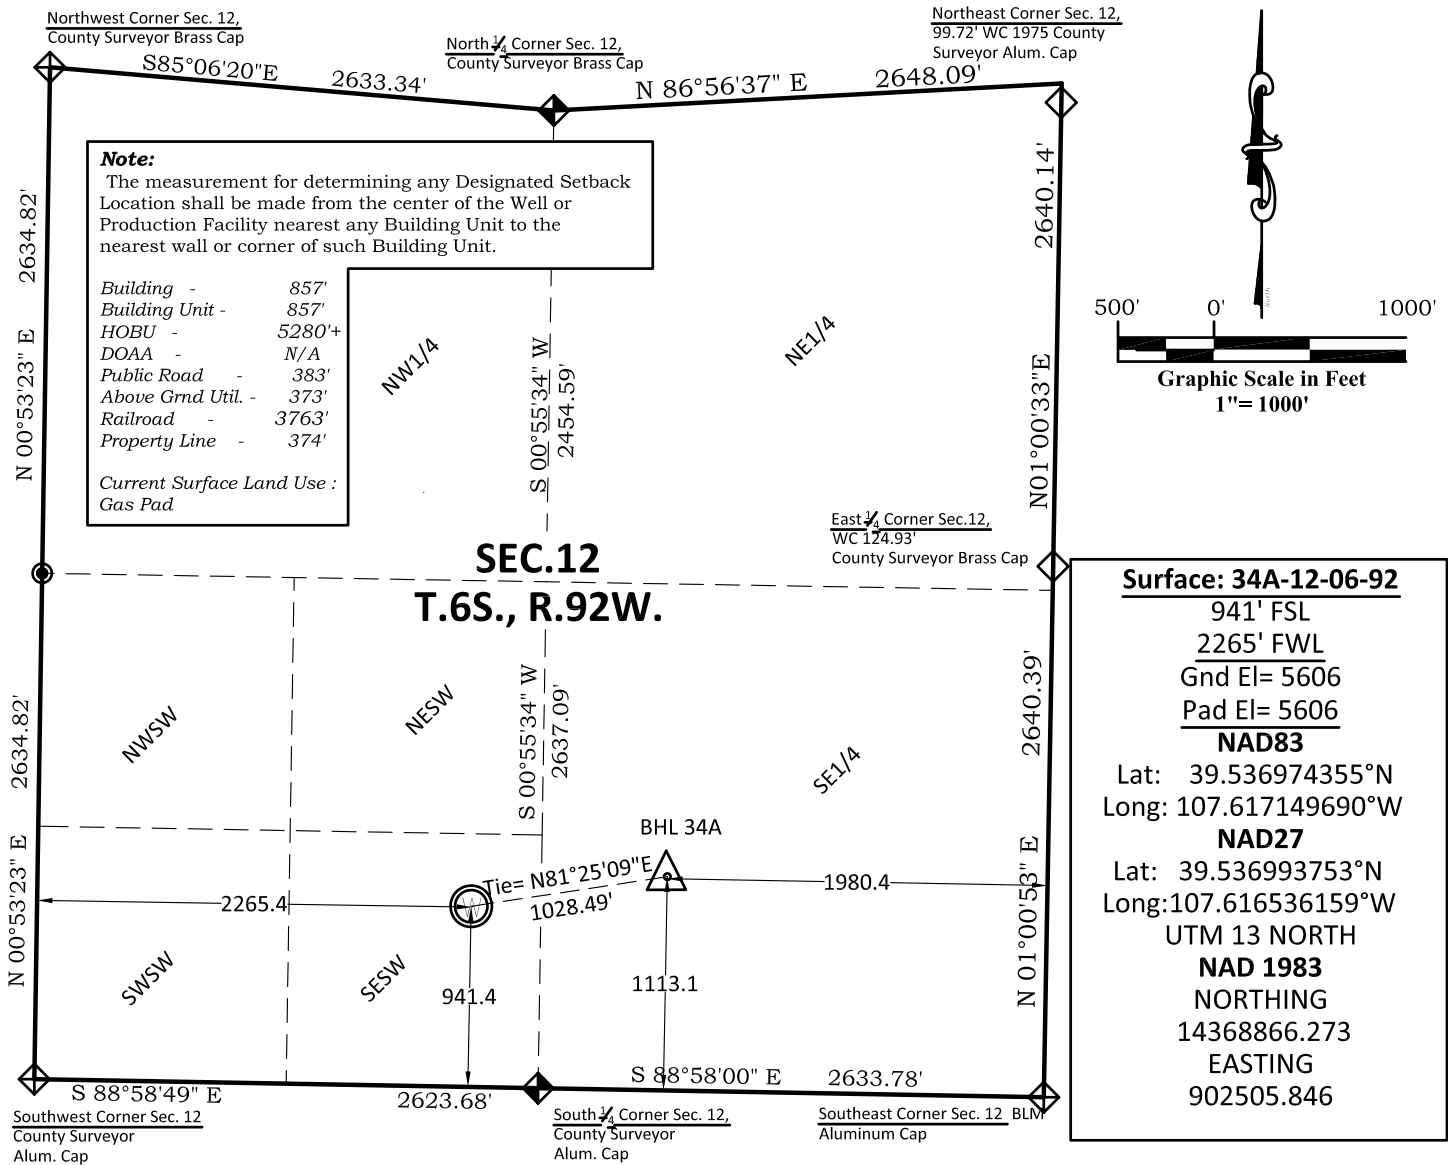 Northwest Corner Sec. 12,
County Surveyor Brass Cap
North 1/4 Corner Sec. 12,
County Surveyor Brass Cap
Northeast Corner Sec. 12,
99.72' WC 1975 County
Surveyor Alum. Cap
S85°06'20"E 2633.34'
N 86°56'37" E 2648.09'
Note:
The measurement for determining any Designated Setback
Location shall be made from the center of the Well or
Production Facility nearest any Building Unit to the
nearest wall or corner of such Building Unit.
Building - 857'
Building Unit - 857'
HOBU - 5280'+
DOAA - N/A
Public Road - 383'
Above Grnd Util. - 373'
Railroad - 3763'
Property Line - 374'
Current Surface Land Use :
Gas Pad
N 00°53'23" E 2634.82'
NW1/4
S 00°55'34" W
2454.59'
NE1/4
N01°00'33"E 2640.14'
North
500' 0' 1000'
Graphic Scale in Feet
1"= 1000'
East 1/4 Corner Sec.12,
WC 124.93'
County Surveyor Brass Cap
SEC.12
T.6S., R.92W.
N 00°53'23" E 2634.82'
NWSW
NESW
S 00°55'34" W
2637.09'
SE1/4
N 01°00'53" E 2640.39'
BHL 34A
Tie= N81°25'09"E
1028.49'
2265.4
1980.4
941.4
1113.1
SWSW
SESW
S 88°58'49" E 2623.68'
S 88°58'00" E 2633.78'
Southwest Corner Sec. 12
County Surveyor
Alum. Cap
South 1/4 Corner Sec. 12,
County Surveyor
Alum. Cap
Southeast Corner Sec. 12 BLM
Aluminum Cap
Surface: 34A-12-06-92
941' FSL
2265' FWL
Gnd El= 5606
Pad El= 5606
NAD83
Lat: 39.536974355°N
Long: 107.617149690°W
NAD27
Lat: 39.536993753°N
Long:107.616536159°W
UTM 13 NORTH
NAD 1983
NORTHING
14368866.273
EASTING
902505.846